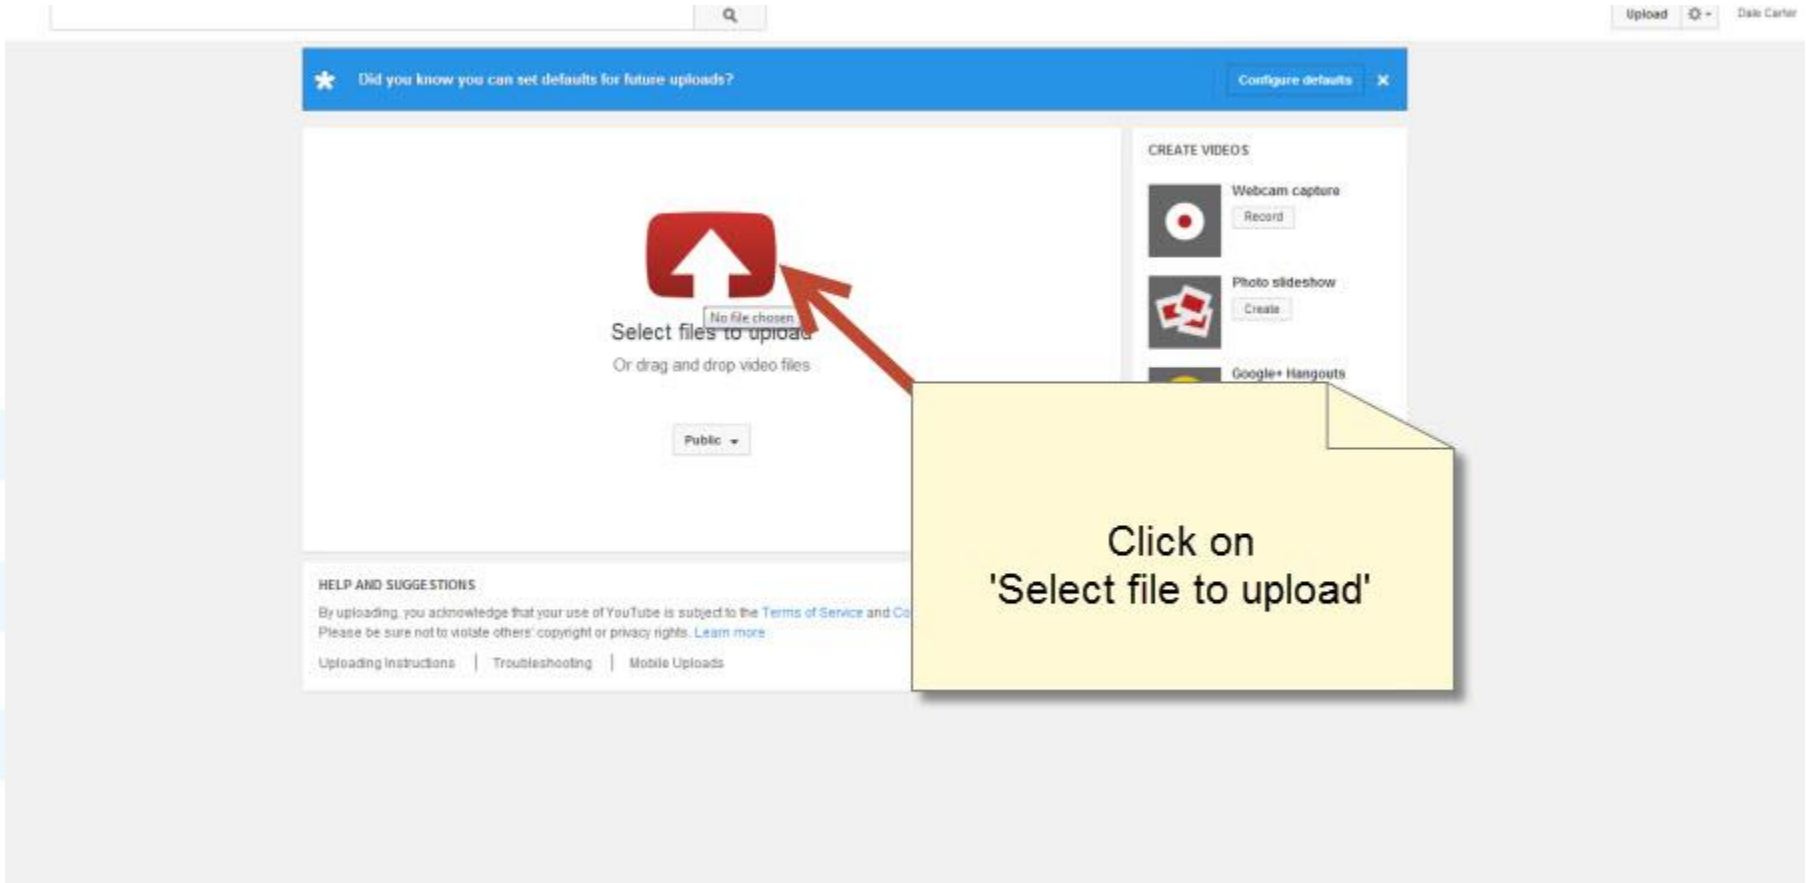 Upload
Dale Carter
Did you know you can set defaults for future uploads?
Configure defaults
CREATE VIDEOS
Webcam capture
Record
Photo slideshow
Create
Google+ Hangouts
No file chosen
Select files to upload
Or drag and drop video files
Public
Click on
'Select file to upload'
HELP AND SUGGESTIONS
By uploading, you acknowledge that your use of YouTube is subject to the Terms of Service and
Please be sure not to violate others' copyright or privacy rights. Learn more
Uploading Instructions | Troubleshooting | Mobile Uploads